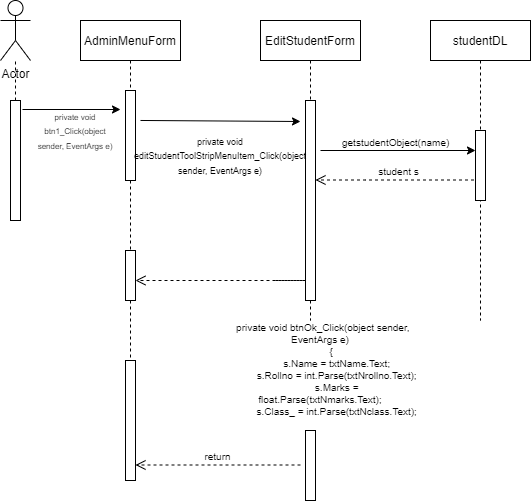 AdminMenuForm
EditStudentForm
studentDL
Actor
private void
btn1_Click(object
sender, EventArgs e)
private void
editStudentToolStripMenuItem_Click(object
sender, EventArgs e)
getstudentObject(name)
student s
private void btnOk_Click(object sender,
EventArgs e)
{
s.Name = txtName.Text;
s.Rollno = int.Parse(txtNrollno.Text);
s.Marks =
float.Parse(txtNmarks.Text);
s.Class_ = int.Parse(txtNclass.Text);
return